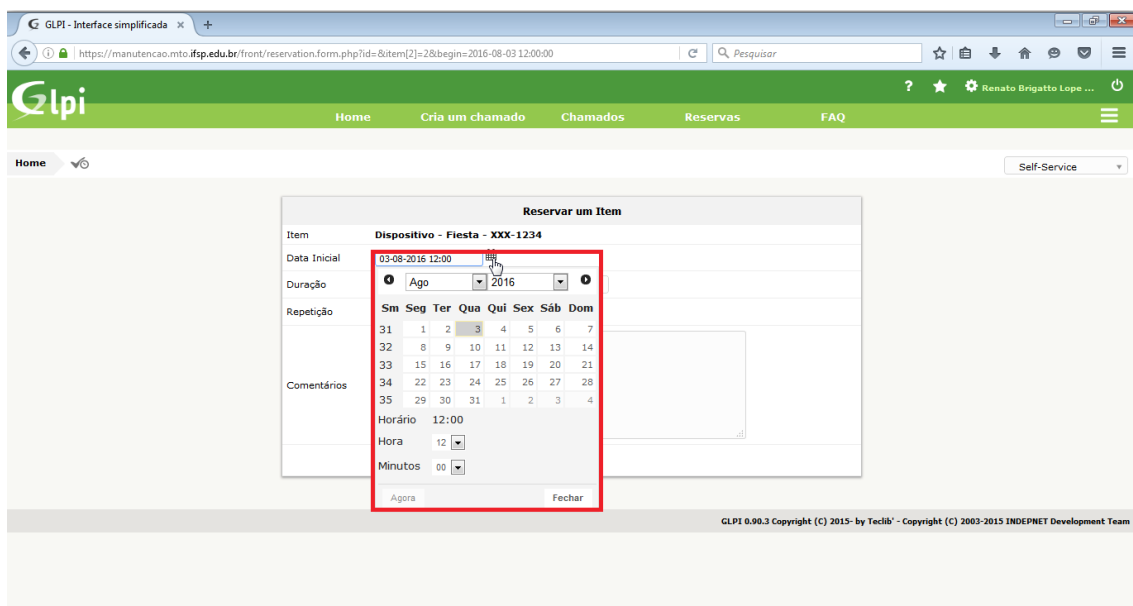 GLPI - Interface simplificada × +
https://manutencao.mto.ifsp.edu.br/front/reservation.form.php?id=&item[2]=2&begin=2016-08-03 12:00:00
Pesquisar
Glpi
? Renato Brigatto Lope ...
Home Cria um chamado Chamados Reservas FAQ
Home
Self-Service
Reservar um Item
Item Dispositivo - Fiesta - XXX-1234
Data Inicial 03-08-2016 12:00
Duração
Ago 2016
Repetição
Sm Seg Ter Qua Qui Sex Sáb Dom
31 1 2 3 4 5 6 7
32 8 9 10 11 12 13 14
33 15 16 17 18 19 20 21
Comentários
34 22 23 24 25 26 27 28
35 29 30 31 1 2 3 4
Horário 12:00
Hora 12
Minutos 00
Agora Fechar
GLPI 0.90.3 Copyright (C) 2015- by Teclib' - Copyright (C) 2003-2015 INDEPNET Development Team